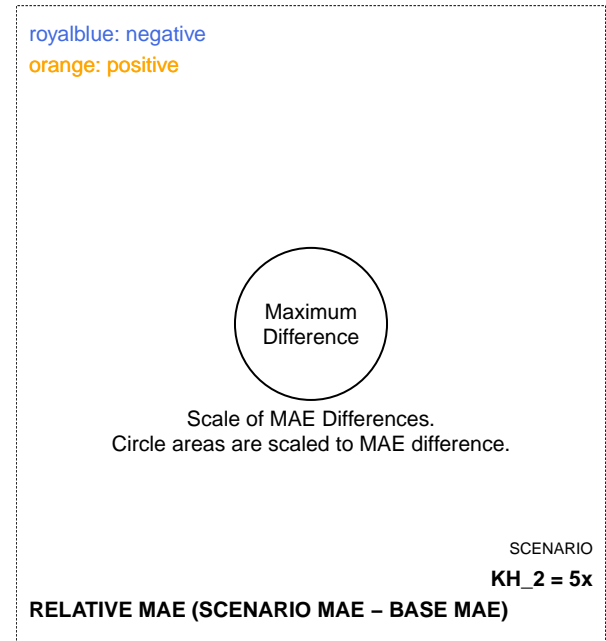 royalblue: negative
orange: positive
Maximum
Difference
Scale of MAE Differences.
Circle areas are scaled to MAE difference.
SCENARIO
KH_2 = 5x
RELATIVE MAE (SCENARIO MAE − BASE MAE)